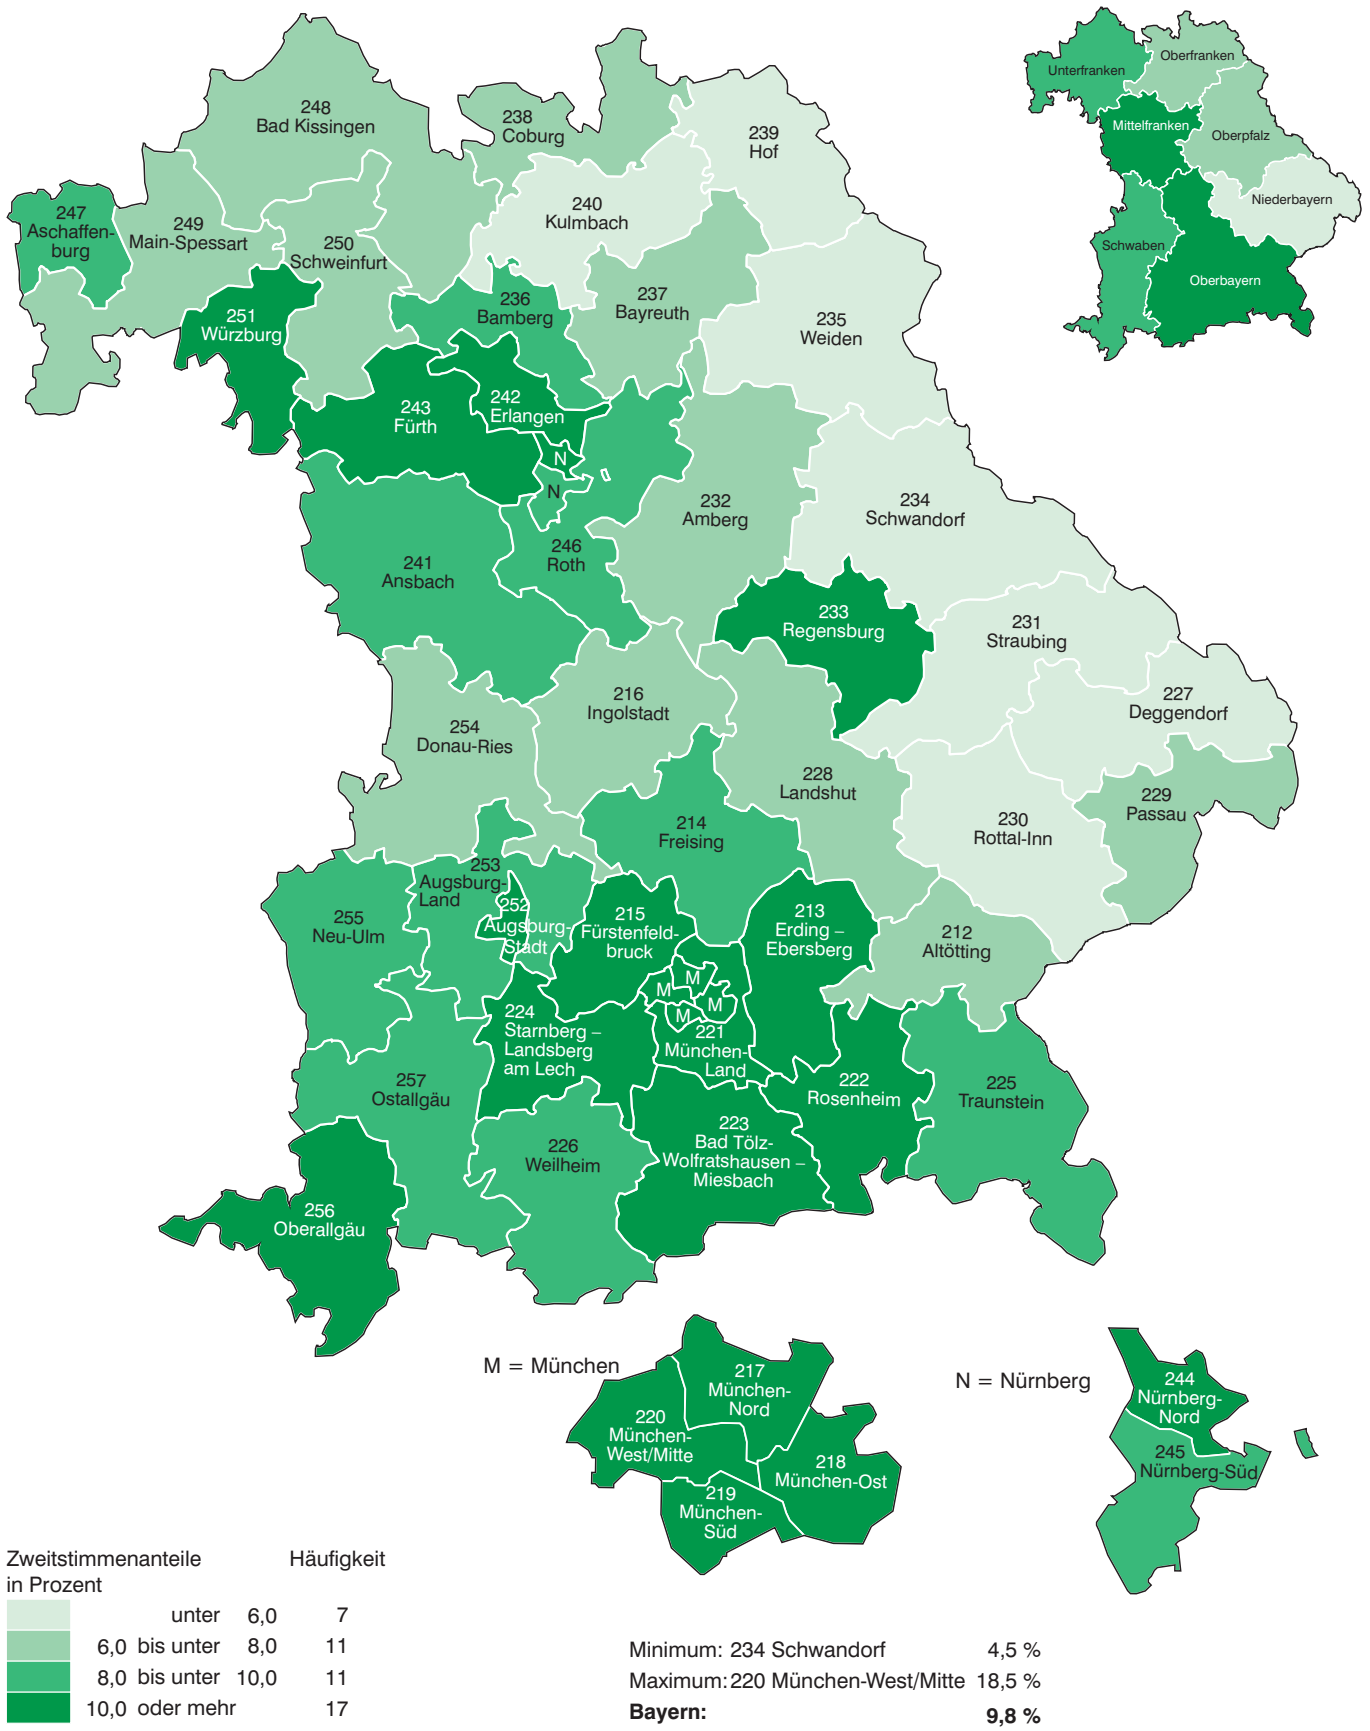 248
Bad Kissingen
238
Coburg
239
Hof
240
Kulmbach
247
Aschaffen-
burg
249
Main-Spessart
250
Schweinfurt
251
Würzburg
236
Bamberg
237
Bayreuth
235
Weiden
243
Fürth
242
Erlangen
N
N
232
Amberg
234
Schwandorf
241
Ansbach
246
Roth
233
Regensburg
231
Straubing
227
Deggendorf
216
Ingolstadt
254
Donau-Ries
228
Landshut
229
Passau
230
Rottal-Inn
214
Freising
253
Augsburg-
Land
252
Augsburg-
Stadt
255
Neu-Ulm
215
Fürstenfeld-
bruck
213
Erding –
Ebersberg
212
Altötting
M
M
M
M
221
München-
Land
224
Starnberg –
Landsberg
am Lech
257
Ostallgäu
222
Rosenheim
225
Traunstein
226
Weilheim
223
Bad Tölz-
Wolfratshausen –
Miesbach
256
Oberallgäu
Unterfranken
Oberfranken
Mittelfranken
Oberpfalz
Niederbayern
Schwaben
Oberbayern
M = München
217
München-
Nord
220
München-
West/Mitte
218
München-Ost
219
München-
Süd
N = Nürnberg
244
Nürnberg-
Nord
245
Nürnberg-Süd
Zweitstimmenanteile Häufigkeit
in Prozent
unter 6,0 7
6,0 bis unter 8,0 11
8,0 bis unter 10,0 11
10,0 oder mehr 17
Minimum: 234 Schwandorf 4,5 %
Maximum: 220 München-West/Mitte 18,5 %
Bayern: 9,8 %